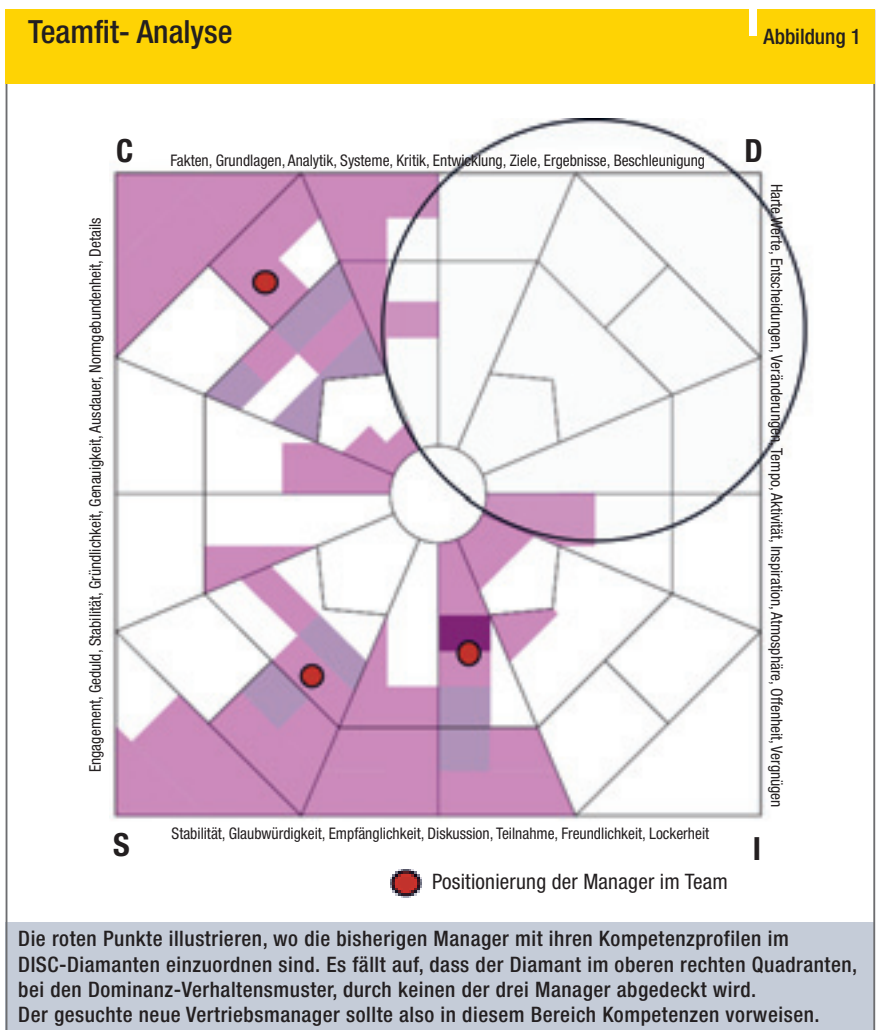 Teamfit- Analyse
Abbildung 1
C
D
Fakten, Grundlagen, Analytik, Systeme, Kritik, Entwicklung, Ziele, Ergebnisse, Beschleunigung
Engagement, Geduld, Stabilität, Gründlichkeit, Genauigkeit, Ausdauer, Normgebundenheit, Details
Harte Werte, Entscheidungen, Veränderungen, Tempo, Aktivität, Inspiration, Atmosphäre, Offenheit, Vergnügen
S
Stabilität, Glaubwürdigkeit, Empfänglichkeit, Diskussion, Teilnahme, Freundlichkeit, Lockerheit
I
Positionierung der Manager im Team
Die roten Punkte illustrieren, wo die bisherigen Manager mit ihren Kompetenzprofilen im
DISC-Diamanten einzuordnen sind. Es fällt auf, dass der Diamant im oberen rechten Quadranten,
bei den Dominanz-Verhaltensmuster, durch keinen der drei Manager abgedeckt wird.
Der gesuchte neue Vertriebsmanager sollte also in diesem Bereich Kompetenzen vorweisen.